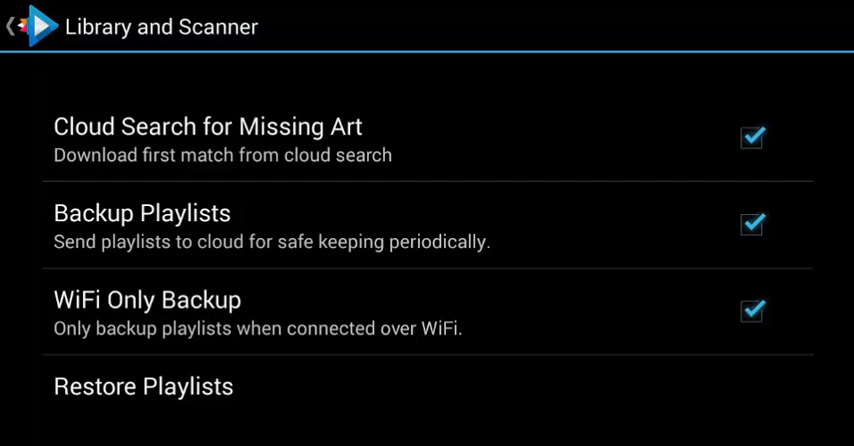 Library and Scanner
Cloud Search for Missing Art
Download first match from cloud search
Backup Playlists
Send playlists to cloud for safe keeping periodically.
WiFi Only Backup
Only backup playlists when connected over WiFi.
Restore Playlists